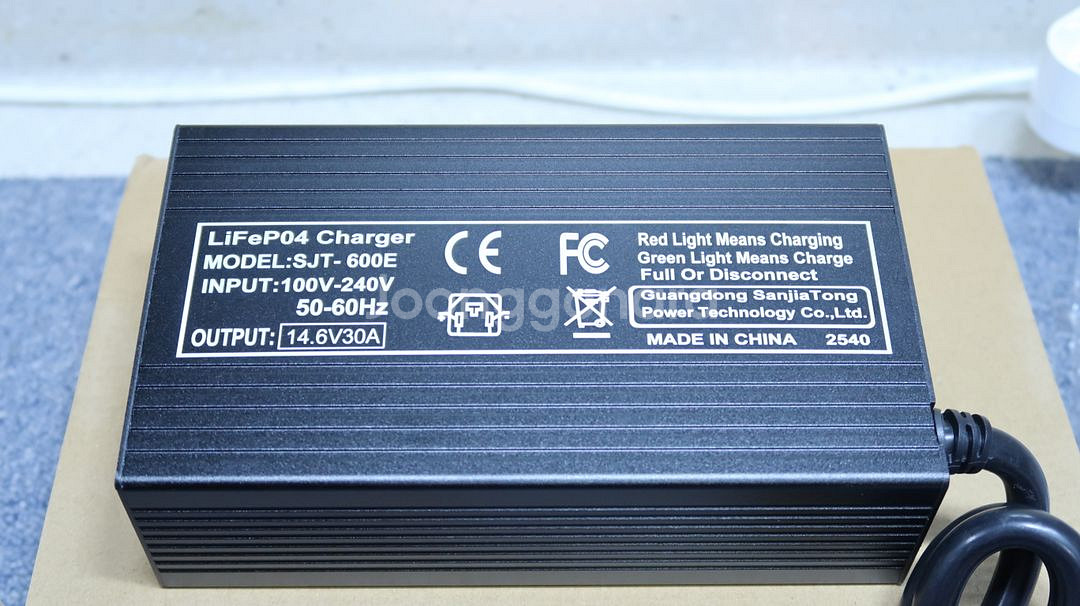 LiFeP04 Charger
MODEL:SJT- 600E
INPUT:100V-240V
50-60Hz
OUTPUT: 14.6V30A
CE
FC
Red Light Means Charging
Green Light Means Charge
Full Or Disconnect
Guangdong SanjiaTong
Power Technology Co.,Ltd.
MADE IN CHINA 2540